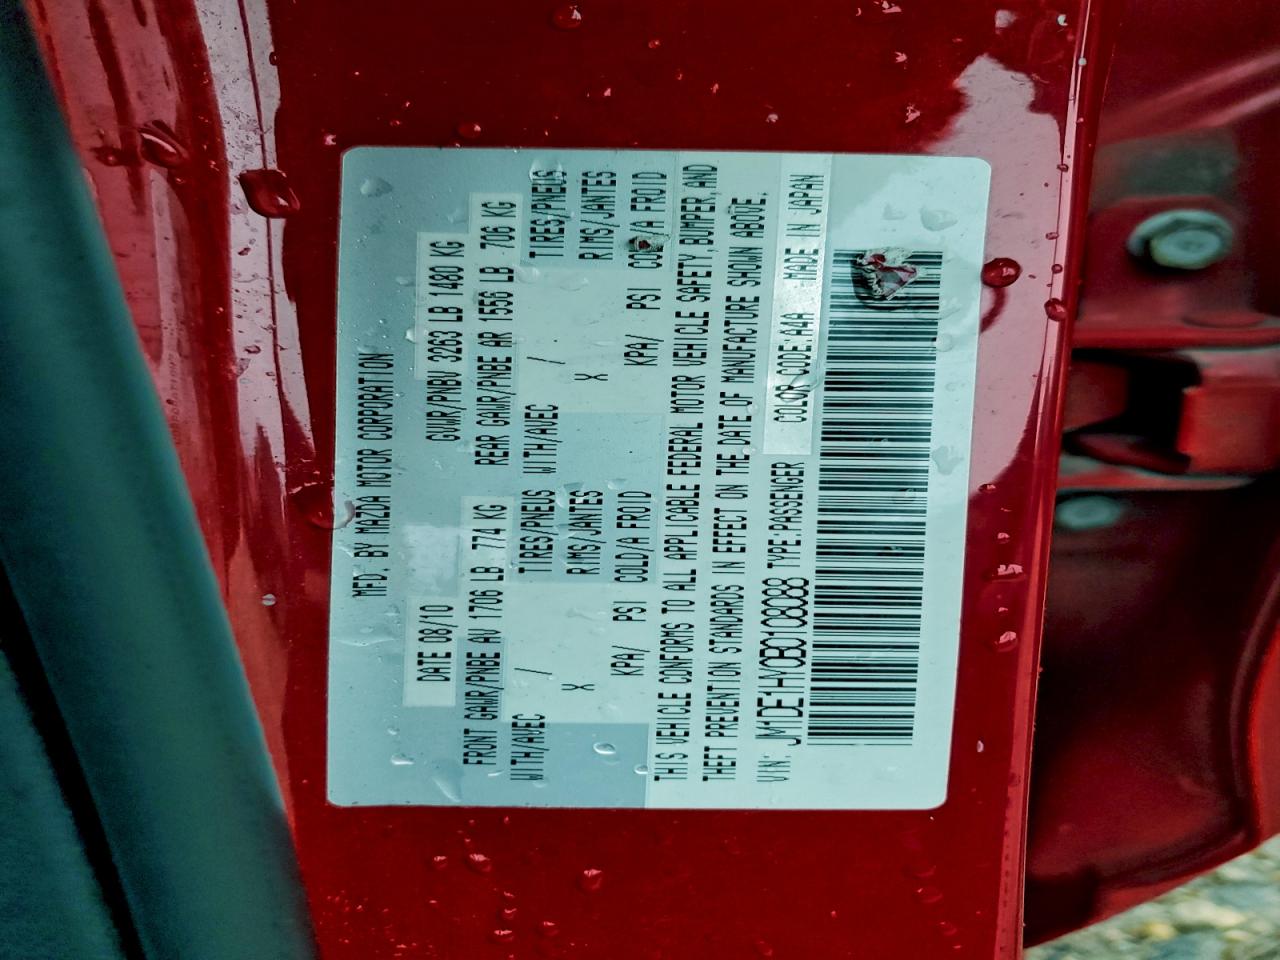 MFD. BY MAZDA MOTOR CORPORATION
DATE 08/10 GVWR/PNBV 3263 LB 1480 KG
FRONT GAWR/PNBE AV 1706 LB 774 KG REAR GAWR/PNBE AR 1556 LB 706 KG
WITH/AVEC / TIRES/PNEUS WITH/AVEC / TIRES/PNEUS
X RIMS/JANTES X RIMS/JANTES
KPA/ PSI COLD/A FROID KPA/ PSI COLD/A FROID
THIS VEHICLE CONFORMS TO ALL APPLICABLE FEDERAL MOTOR VEHICLE SAFETY, BUMPER, AND
THEFT PREVENTION STANDARDS IN EFFECT ON THE DATE OF MANUFACTURE SHOWN ABOVE.
VIN: JM1DE1HY0B0108088 TYPE:PASSENGER COLOR CODE:A4A MADE IN JAPAN